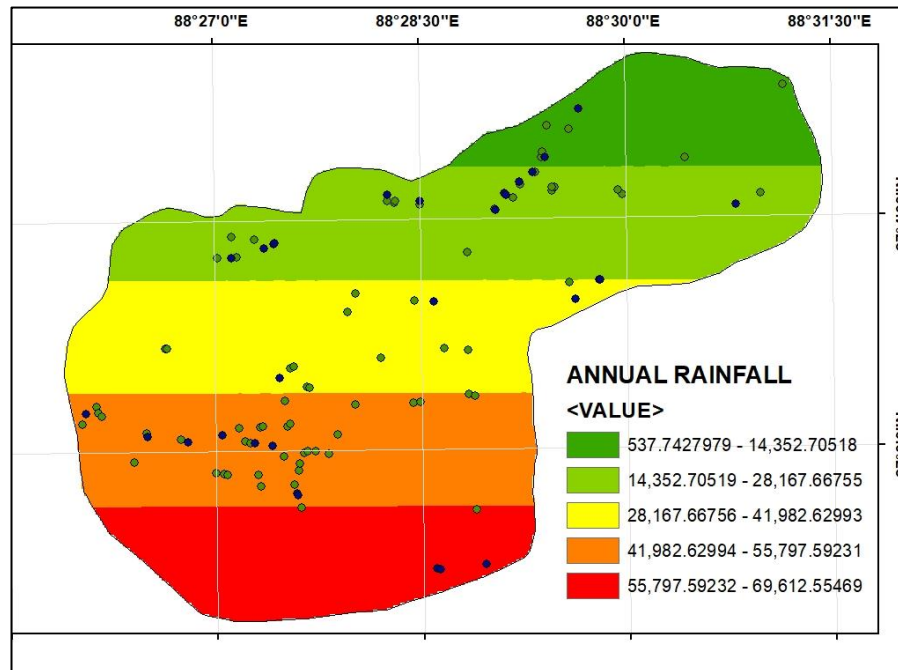 88°27'0"E 88°28'30"E 88°30'0"E 88°31'30"E
ANNUAL RAINFALL
<VALUE>
537.7427979 - 14,352.70518
14,352.70519 - 28,167.66755
28,167.66756 - 41,982.62993
41,982.62994 - 55,797.59231
55,797.59232 - 69,612.55469